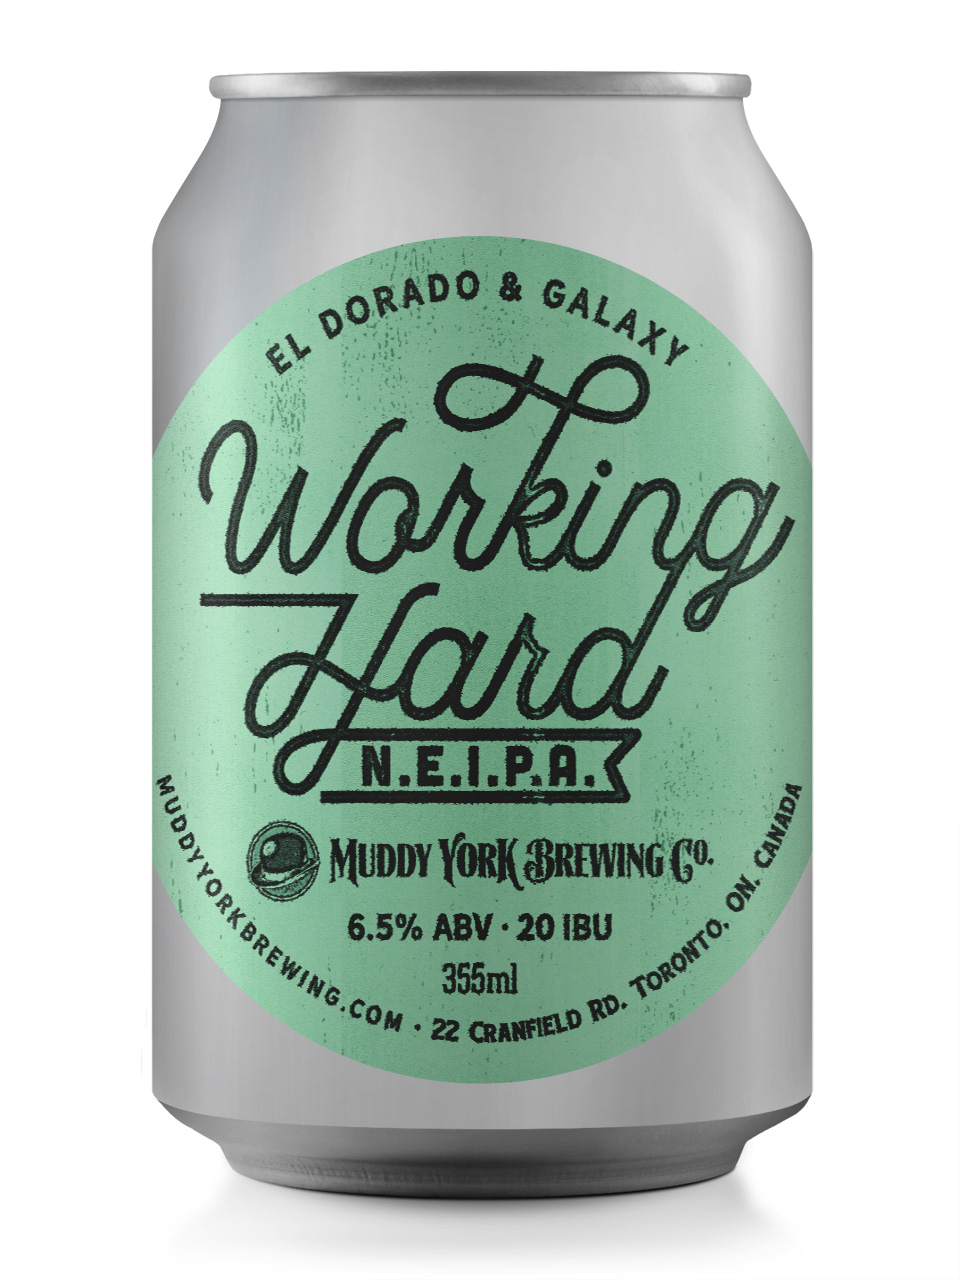 EL DORADO & GALAXY
Working
Hard
N.E.I.P.A.
MUDDY YORK BREWING Co.
6.5% ABV · 20 IBU
355ml
MUDDYYORKBREWING.COM · 22 CRANFIELD RD. TORONTO, ON. CANADA